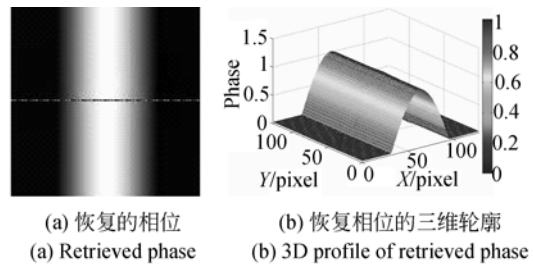 1.5
1
0.5
0
Phase
100
50
0
Y/pixel
0
50
100
X/pixel
1
0.8
0.6
0.4
0.2
0
(a) 恢复的相位
(b) 恢复相位的三维轮廓
(a) Retrieved phase
(b) 3D profile of retrieved phase